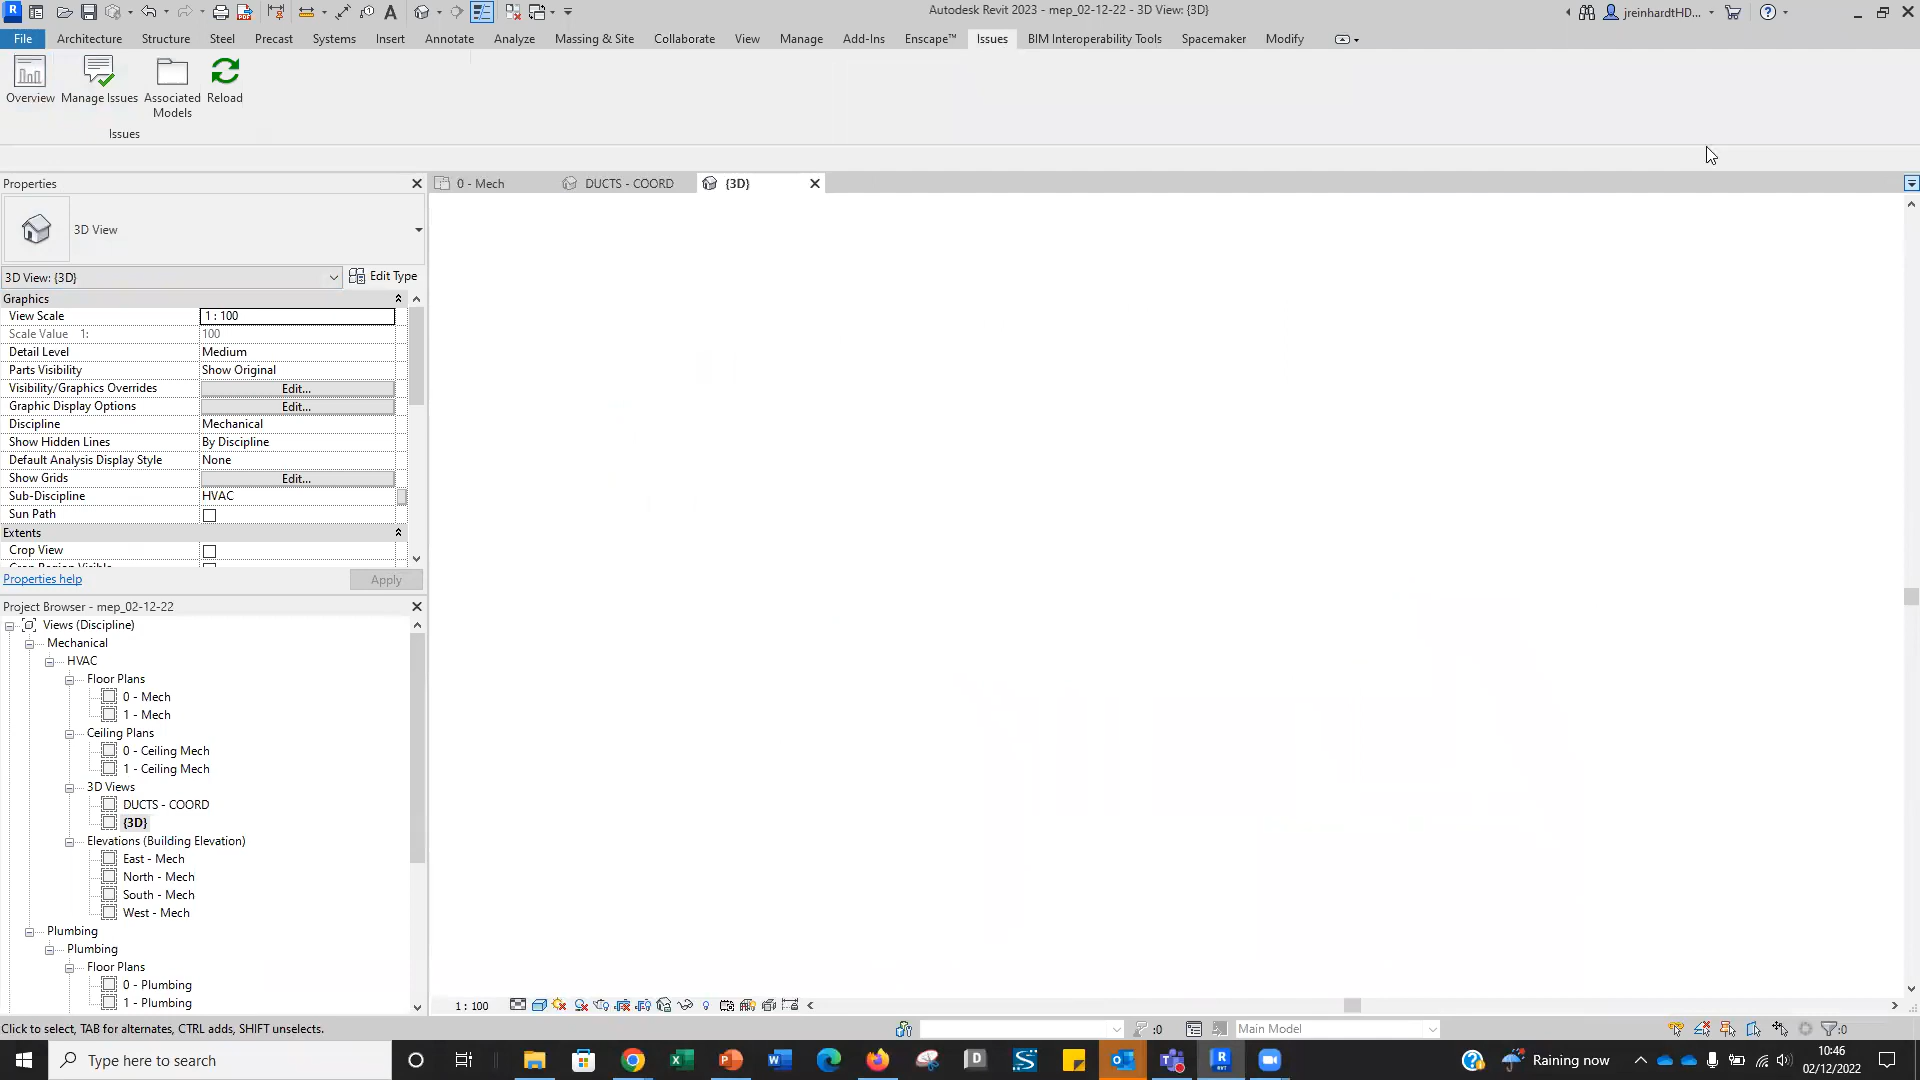 Autodesk Revit 2023 - mep_02-12-22 - 3D View: {3D}
jreinhardtHD...
File Architecture Structure Steel Precast Systems Insert Annotate Analyze Massing & Site Collaborate View Manage Add-Ins Enscape™ Issues BIM Interoperability Tools Spacemaker Modify
Overview Manage Issues Associated Models Reload
Issues
Properties
0 - Mech DUCTS - COORD {3D}
3D View
3D View: {3D} Edit Type
Graphics
View Scale 1 : 100
Scale Value 1: 100
Detail Level Medium
Parts Visibility Show Original
Visibility/Graphics Overrides Edit...
Graphic Display Options Edit...
Discipline Mechanical
Show Hidden Lines By Discipline
Default Analysis Display Style None
Show Grids Edit...
Sub-Discipline HVAC
Sun Path
Extents
Crop View
Properties help Apply
Project Browser - mep_02-12-22
Views (Discipline)
Mechanical
HVAC
Floor Plans
0 - Mech
1 - Mech
Ceiling Plans
0 - Ceiling Mech
1 - Ceiling Mech
3D Views
DUCTS - COORD
{3D}
Elevations (Building Elevation)
East - Mech
North - Mech
South - Mech
West - Mech
Plumbing
Plumbing
Floor Plans
0 - Plumbing
1 - Plumbing
1 : 100
Click to select, TAB for alternates, CTRL adds, SHIFT unselects.
:0
Main Model
:0
Type here to search
Raining now
10:46
02/12/2022